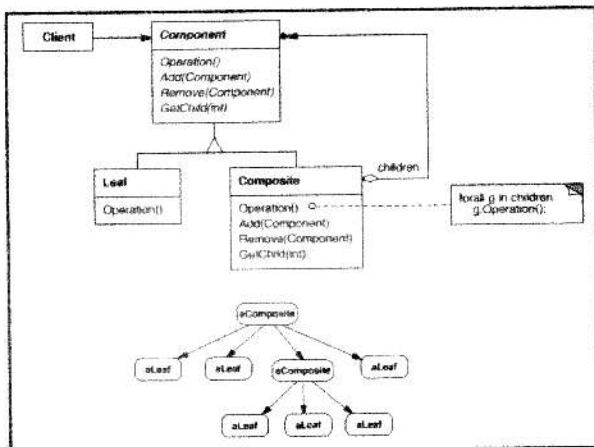 Client
Component
Operation()
Add(Component)
Remove(Component)
GetChild(int)
children
Leaf
Operation()
Composite
Operation()
Add(Component)
Remove(Component)
GetChild(int)
forall g in children
g.Operation();
aComposite
aLeaf
aLeaf
aComposite
aLeaf
aLeaf
aLeaf
aLeaf